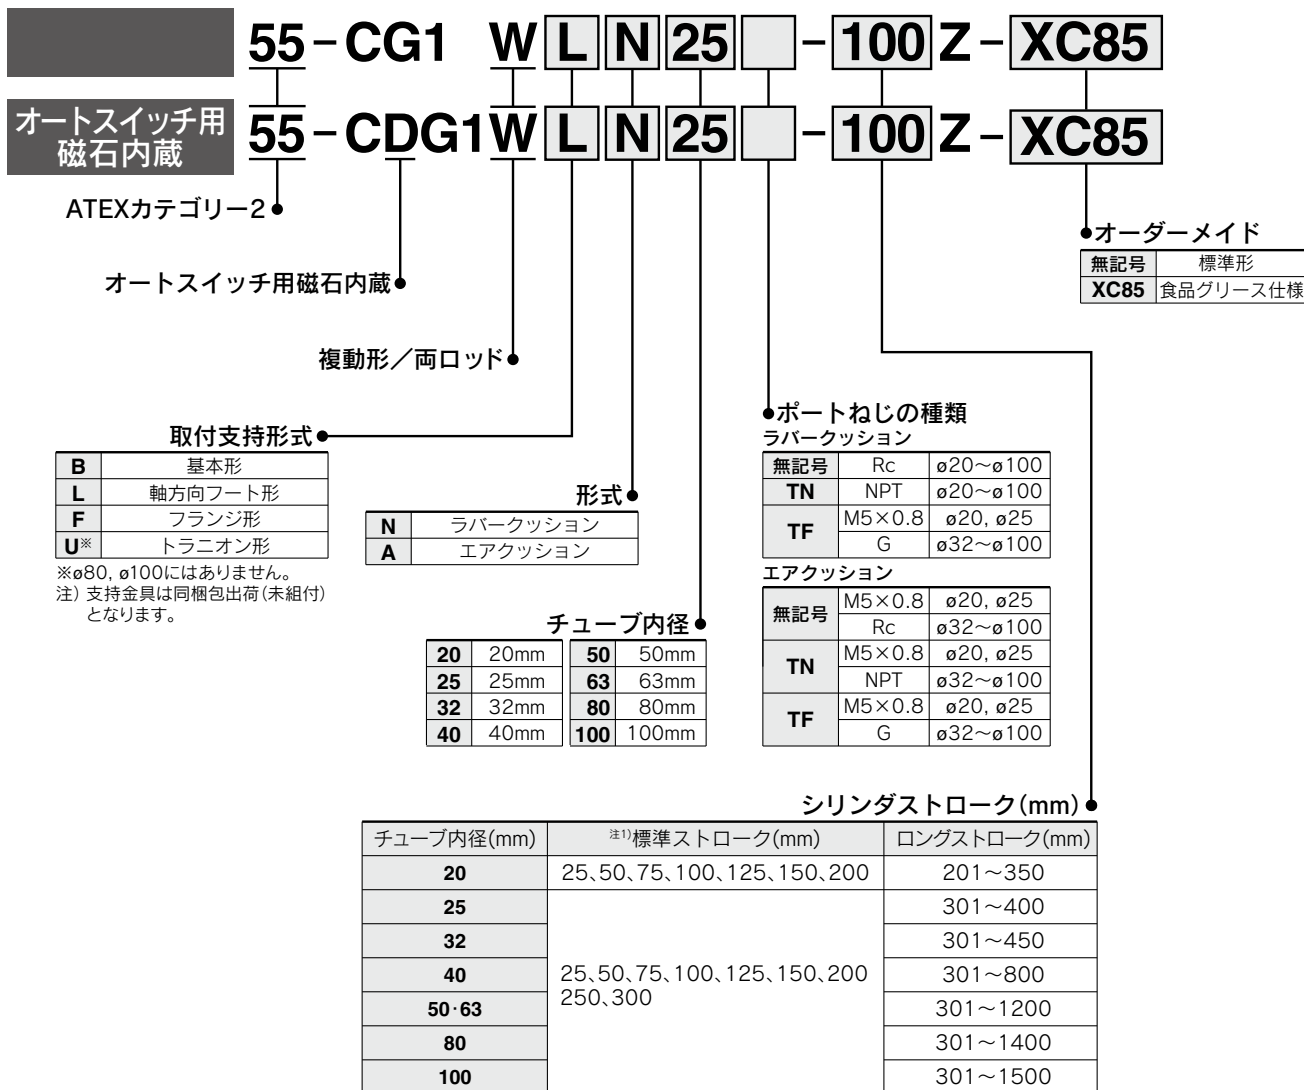 55-CG1 W L N 25 -100 Z-XC85
オートスイッチ用
磁石内蔵
55-CDG1W L N 25 -100 Z-XC85
ATEXカテゴリー2
オートスイッチ用磁石内蔵
複動形／両ロッド
オーダーメイド
無記号 標準形
XC85 食品グリース仕様
取付支持形式
B 基本形
L 軸方向フート形
F フランジ形
U※ トラニオン形
※ø80, ø100にはありません。
注) 支持金具は同梱包出荷(未組付)
となります。
形式
N ラバークッション
A エアクッション
チューブ内径
20 20mm 50 50mm
25 25mm 63 63mm
32 32mm 80 80mm
40 40mm 100 100mm
ポートねじの種類
ラバークッション
無記号 Rc ø20～ø100
TN NPT ø20～ø100
TF M5×0.8 ø20, ø25
G ø32～ø100
エアクッション
無記号 M5×0.8 ø20, ø25
Rc ø32～ø100
TN M5×0.8 ø20, ø25
NPT ø32～ø100
TF M5×0.8 ø20, ø25
G ø32～ø100
シリンダストローク(mm)
チューブ内径(mm) 注1)標準ストローク(mm) ロングストローク(mm)
20 25、50、75、100、125、150、200 201～350
25 301～400
32 301～450
40 25、50、75、100、125、150、200 301～800
250、300
50・63 301～1200
80 301～1400
100 301～1500